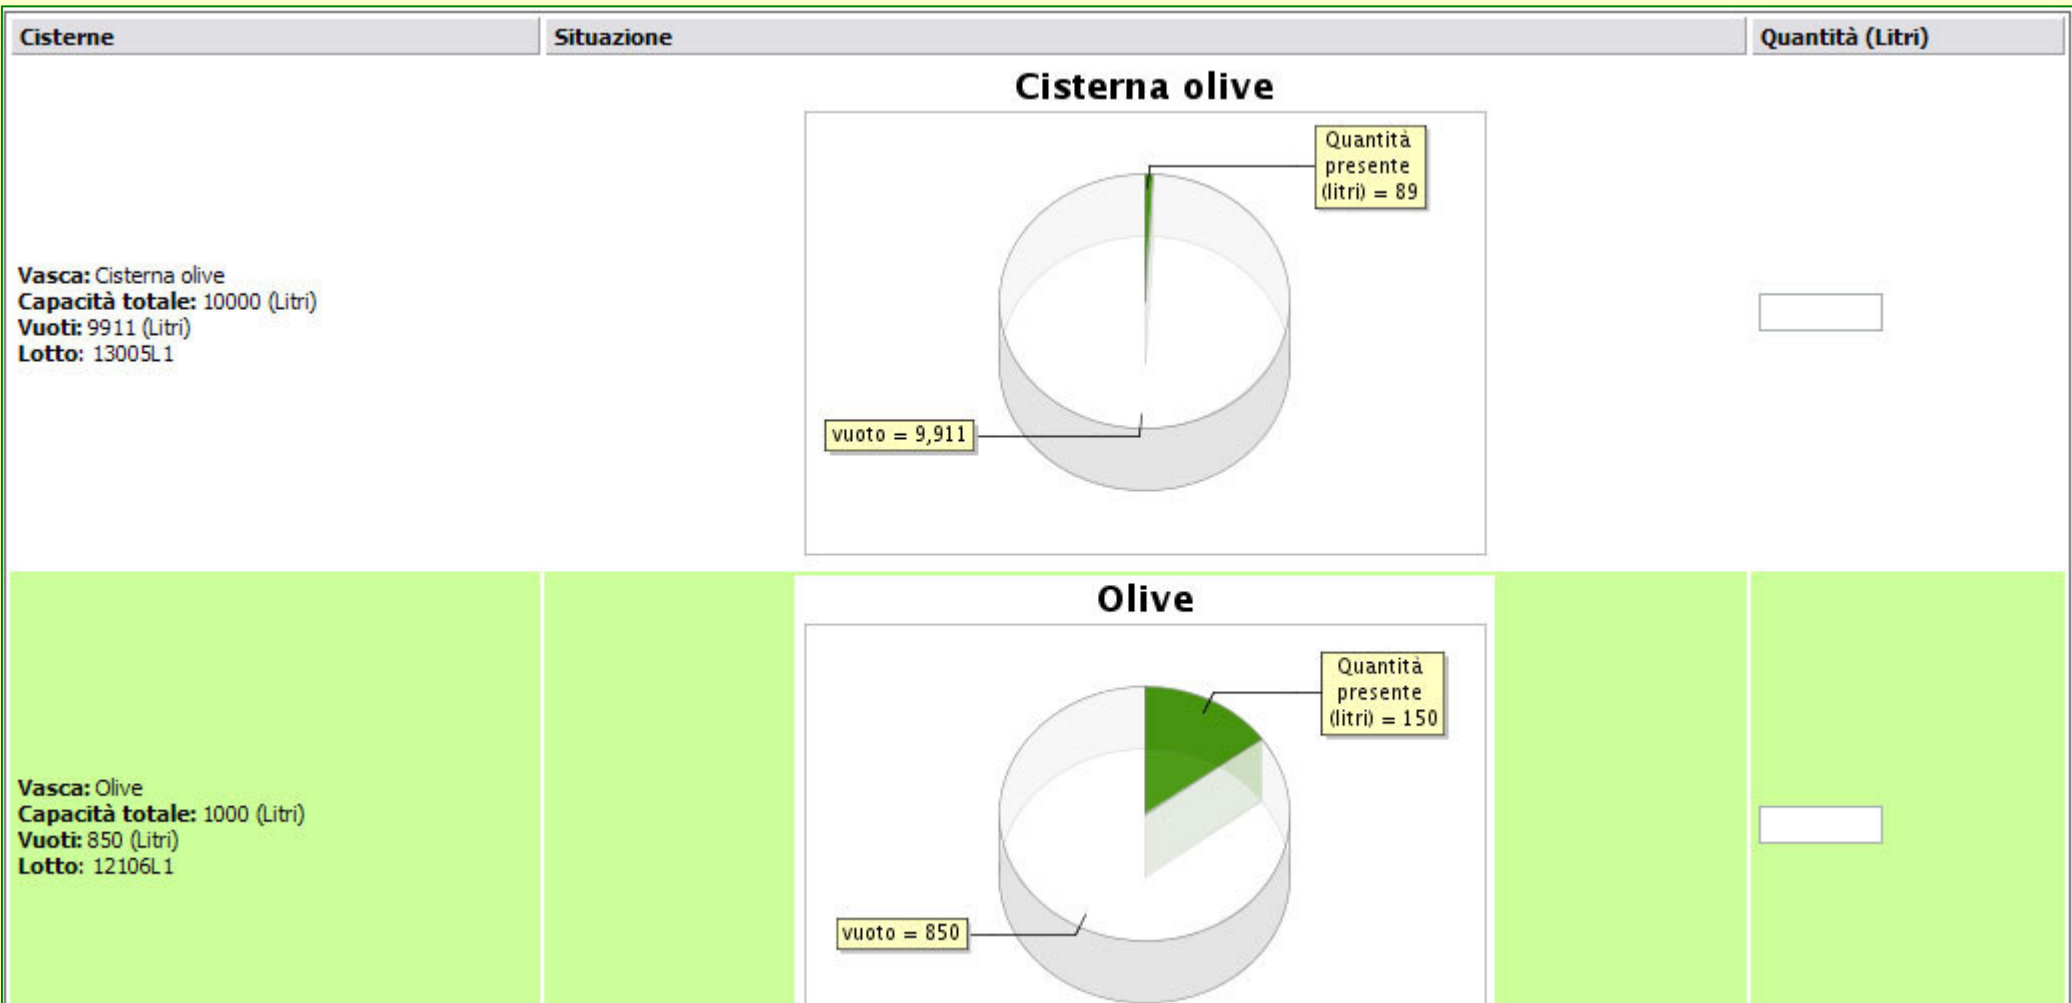 Cisterne
Situazione
Quantità (Litri)
Cisterna olive
Quantità
presente
(litri) = 89
vuoto = 9,911
Vasca: Cisterna olive
Capacità totale: 10000 (Litri)
Vuoti: 9911 (Litri)
Lotto: 13005L1
Olive
Quantità
presente
(litri) = 150
vuoto = 850
Vasca: Olive
Capacità totale: 1000 (Litri)
Vuoti: 850 (Litri)
Lotto: 12106L1